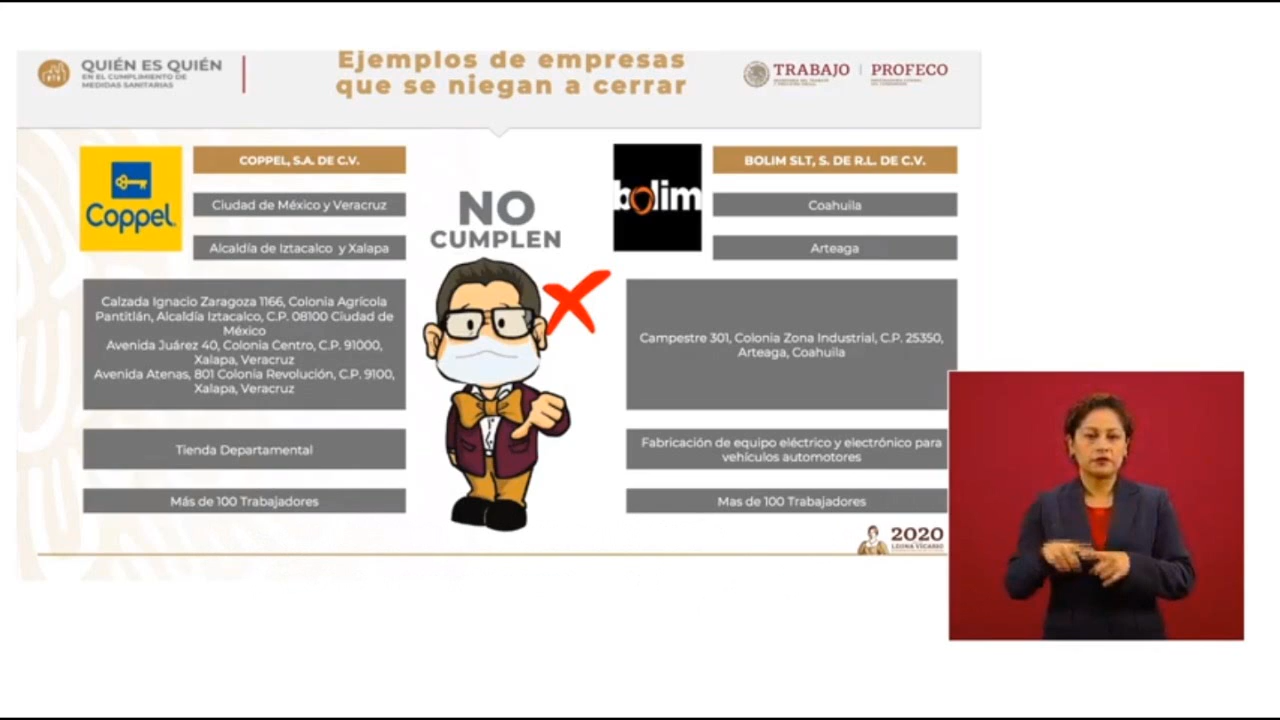 QUIÉN ES QUIÉN
EN EL CUMPLIMIENTO DE
MEDIDAS SANITARIAS
Ejemplos de empresas
que se niegan a cerrar
TRABAJO
PROFECO
Coppel
COPPEL, S.A. DE C.V.
Ciudad de México y Veracruz
Alcaldía de Iztacalco y Xalapa
Calzada Ignacio Zaragoza 1166, Colonia Agrícola
Pantitlán, Alcaldía Iztacalco, C.P. 08100 Ciudad de
México
Avenida Juárez 40, Colonia Centro, C.P. 91000,
Xalapa, Veracruz
Avenida Atenas, 801 Colonia Revolución, C.P. 9100,
Xalapa, Veracruz
Tienda Departamental
Más de 100 Trabajadores
NO
CUMPLEN
bolim
BOLIM SLT, S. DE R.L. DE C.V.
Coahuila
Arteaga
Campestre 301, Colonia Zona Industrial, C.P. 25350,
Arteaga, Coahuila
Fabricación de equipo eléctrico y electrónico para
vehículos automotores
Mas de 100 Trabajadores
2020
LEONA VICARIO